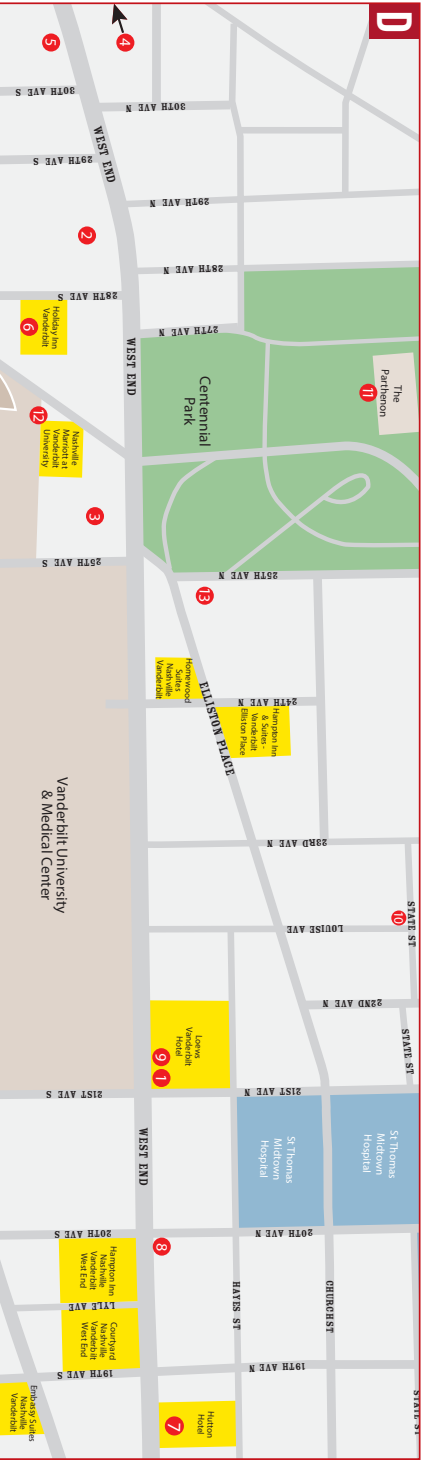 D
4
5
30TH AVE S
30TH AVE N
WEST END
29TH AVE S
29TH AVE N
2
28TH AVE N
28TH AVE S
Holiday Inn
Vanderbilt
6
27TH AVE N
WEST END
Centennial
Park
The
Parthenon
11
12
Nashville
Marriott at
Vanderbilt
University
3
25TH AVE S
25TH AVE N
13
Homewood
Suites
Nashville
Vanderbilt
24TH AVE N
ELLISTON PLACE
Hampton Inn
& Suites -
Vanderbilt
Elliston Place
Vanderbilt University
& Medical Center
23RD AVE N
STATE ST
10
LOUISE AVE
22ND AVE N
STATE ST
Loews
Vanderbilt
Hotel
9
1
21ST AVE S
21ST AVE N
St Thomas
Midtown
Hospital
St Thomas
Midtown
Hospital
WEST END
20TH AVE S
20TH AVE N
8
Hampton Inn
Nashville
Vanderbilt
West End
LYLE AVE
HAYES ST
CHURCH ST
Courtyard
Nashville
Vanderbilt
West End
19TH AVE S
19TH AVE N
STATE ST
Embassy Suites
Nashville
Vanderbilt
Hutton
Hotel
7